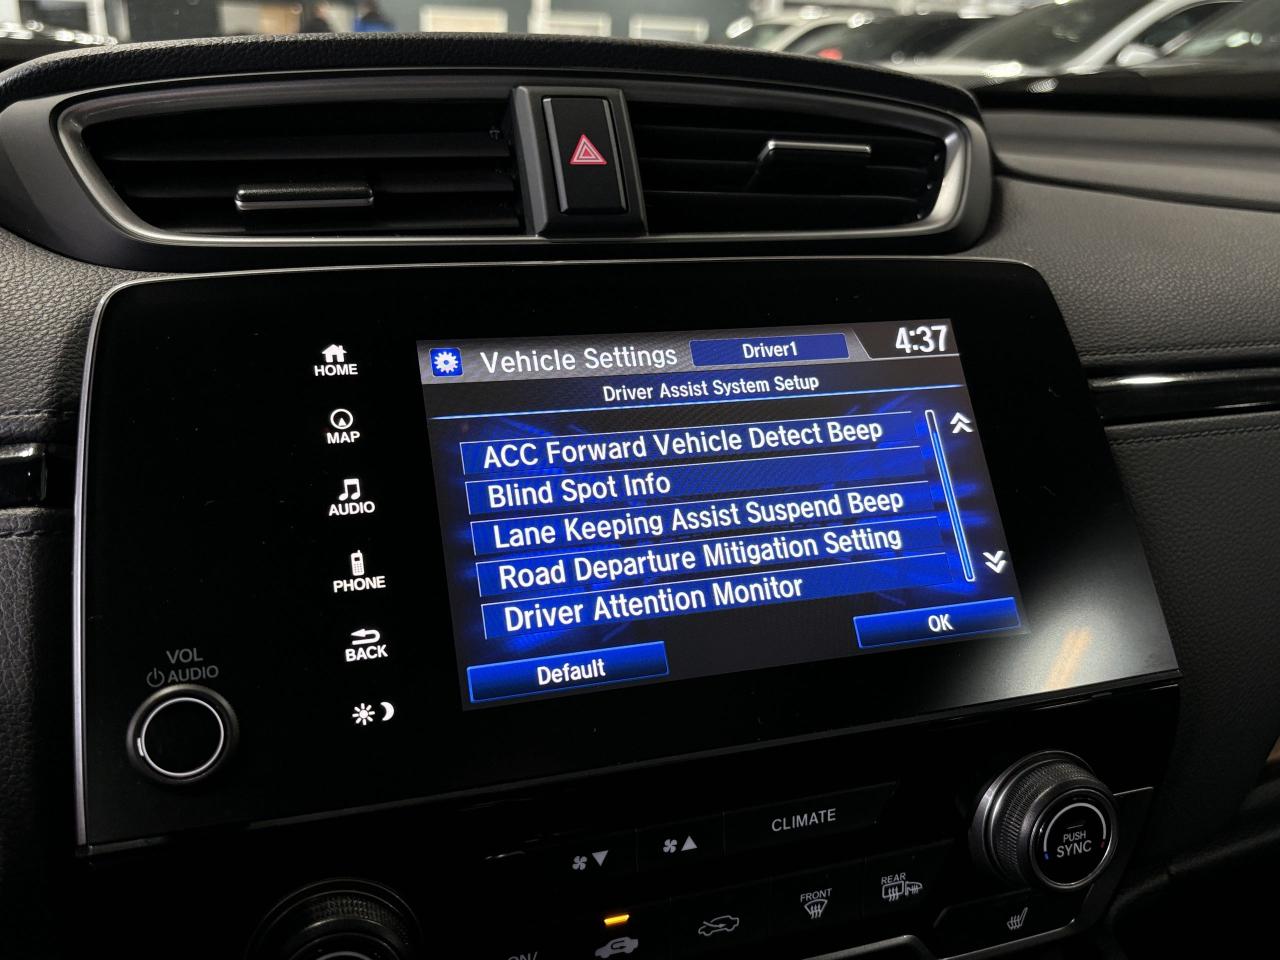 HOME
MAP
AUDIO
PHONE
BACK
VOL
AUDIO
Vehicle Settings
Driver1
4:37
Driver Assist System Setup
ACC Forward Vehicle Detect Beep
Blind Spot Info
Lane Keeping Assist Suspend Beep
Road Departure Mitigation Setting
Driver Attention Monitor
Default
OK
CLIMATE
PUSH
SYNC
FRONT
REAR
ON/